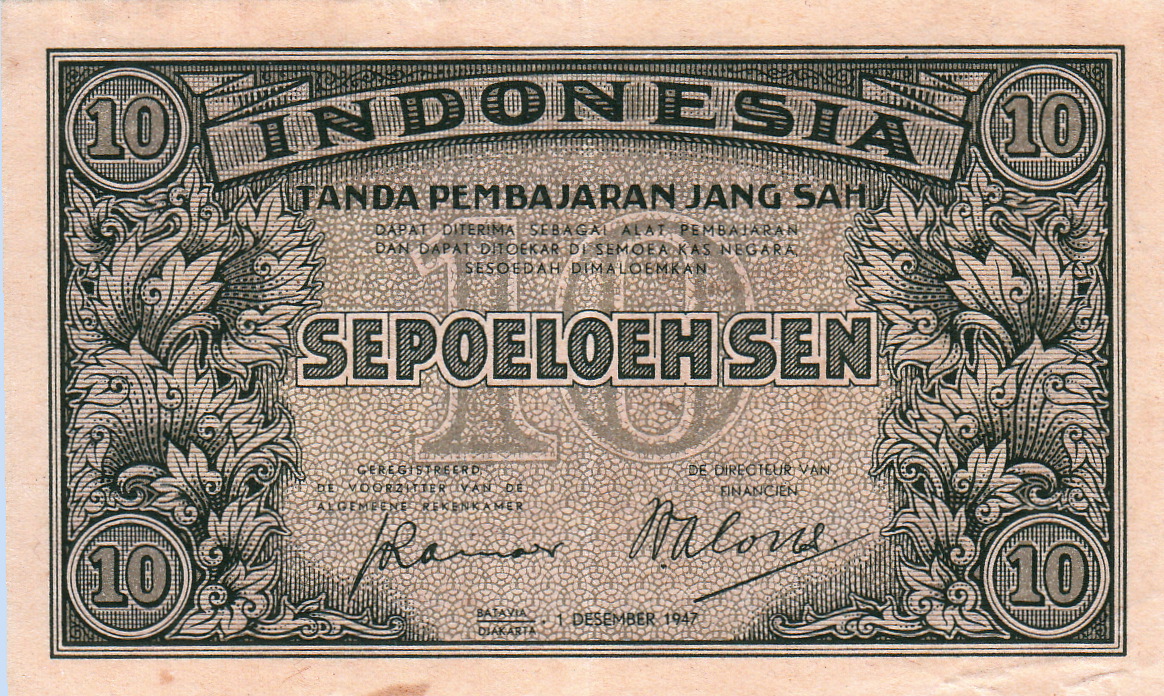 10
10
INDONESIA
TANDA PEMBAJARAN JANG SAH
DAPAT DITERIMA SEBAGAI ALAT PEMBAJARAN
DAN DAPAT DITOEKAR DI SEMOEA KAS NEGARA
SESOEDAH DIMALOEMKAN
10
SEPOELOEH SEN
GEREGISTREERD,
DE VOORZITTER VAN DE
ALGEMEENE REKENKAMER
DE DIRECTEUR VAN
FINANCIËN
10
10
BATAVIA
DJAKARTA
, 1 DESEMBER 1947